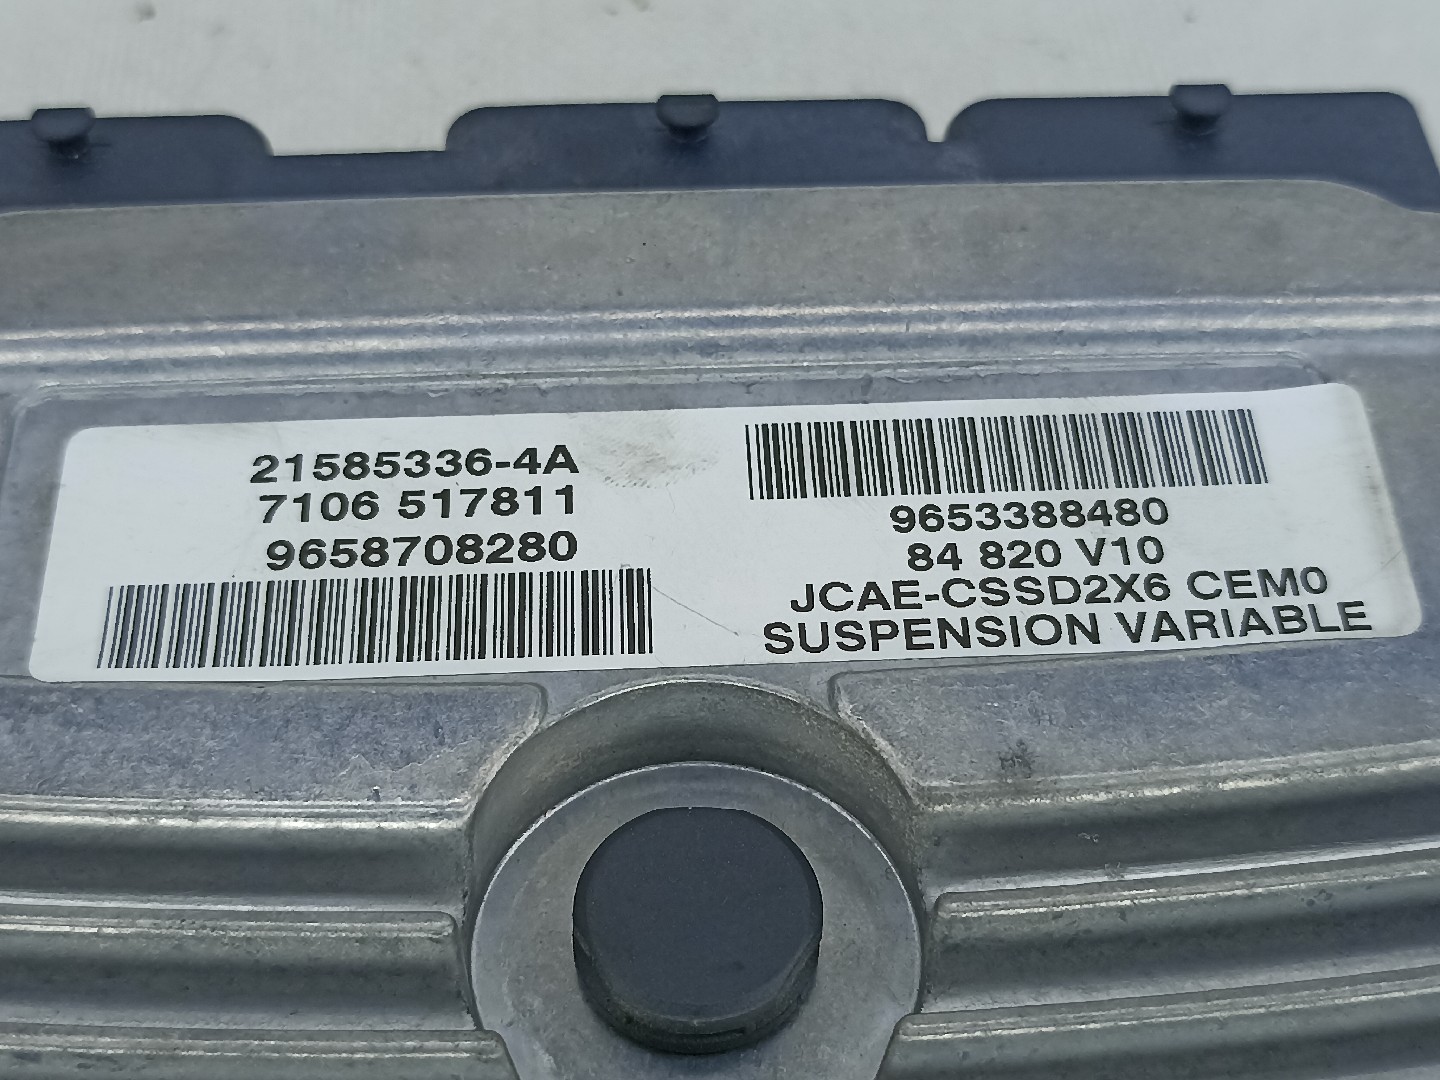 21585336-4A
7106 517811
9658708280
9653388480
84 820 V10
JCAE-CSSD2X6 CEM0
SUSPENSION VARIABLE